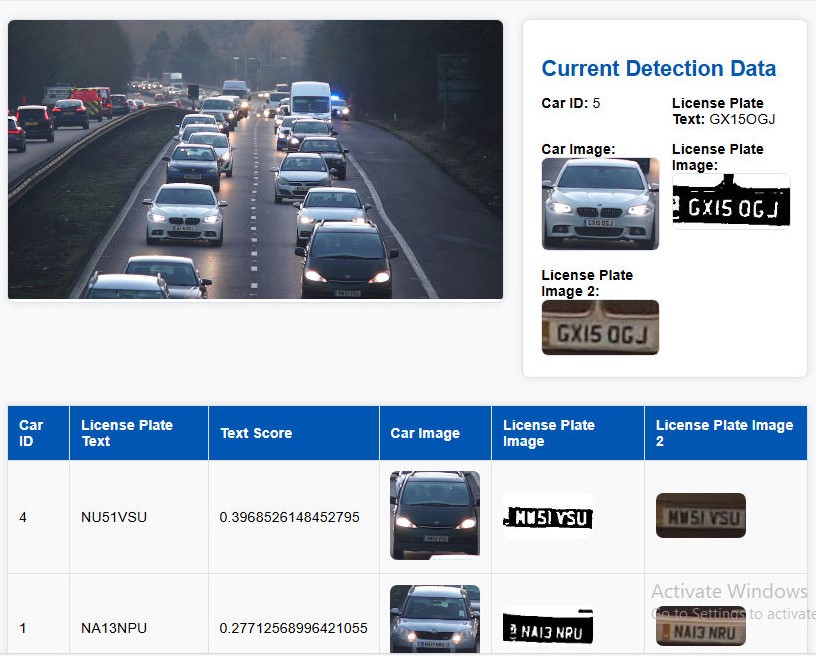 Current Detection Data
Car ID: 5
License Plate
Text: GX15OGJ
Car Image:
License Plate
Image:
GX15 OGJ
License Plate
Image 2:
GX15 OGJ
Car
ID
License Plate
Text
Text Score
Car Image
License Plate
Image
License Plate Image
2
4
NU51VSU
0.3968526148452795
MW51 VSU
MW51 VSU
1
NA13NPU
0.27712568996421055
NA13 NRU
NA13 NRU
Activate Windows
Go to Settings to activate